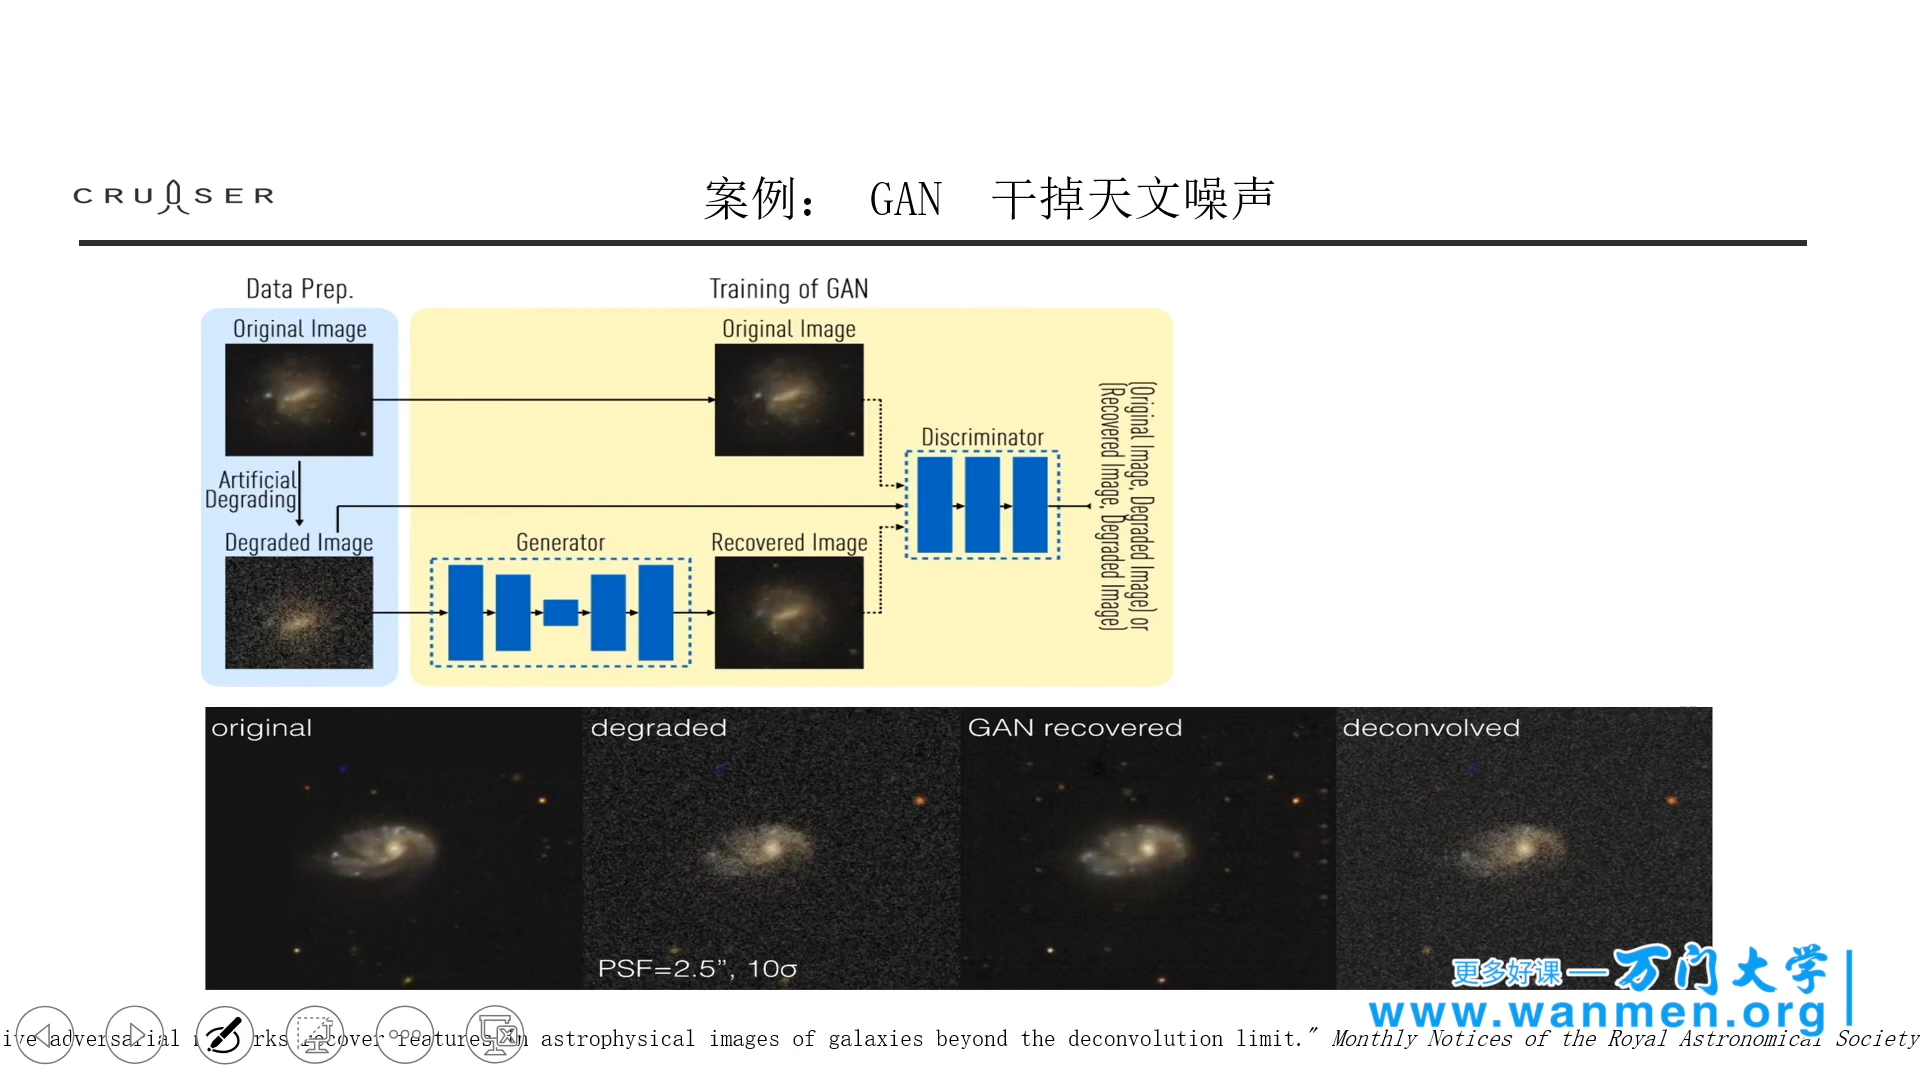 CRUISER
案例： GAN 干掉天文噪声
Data Prep.
Training of GAN
Original Image
Original Image
Artificial
Degrading
Discriminator
Degraded Image
Generator
Recovered Image
(Original Image, Degraded Image) or
(Recovered Image, Degraded Image)
original
degraded
GAN recovered
deconvolved
PSF=2.5”, 10σ
更多好课—万门大学
www.wanmen.org
ive adversarial in astrophysical images of galaxies beyond the deconvolution limit." Monthly Notices of the Royal Astronomical Society